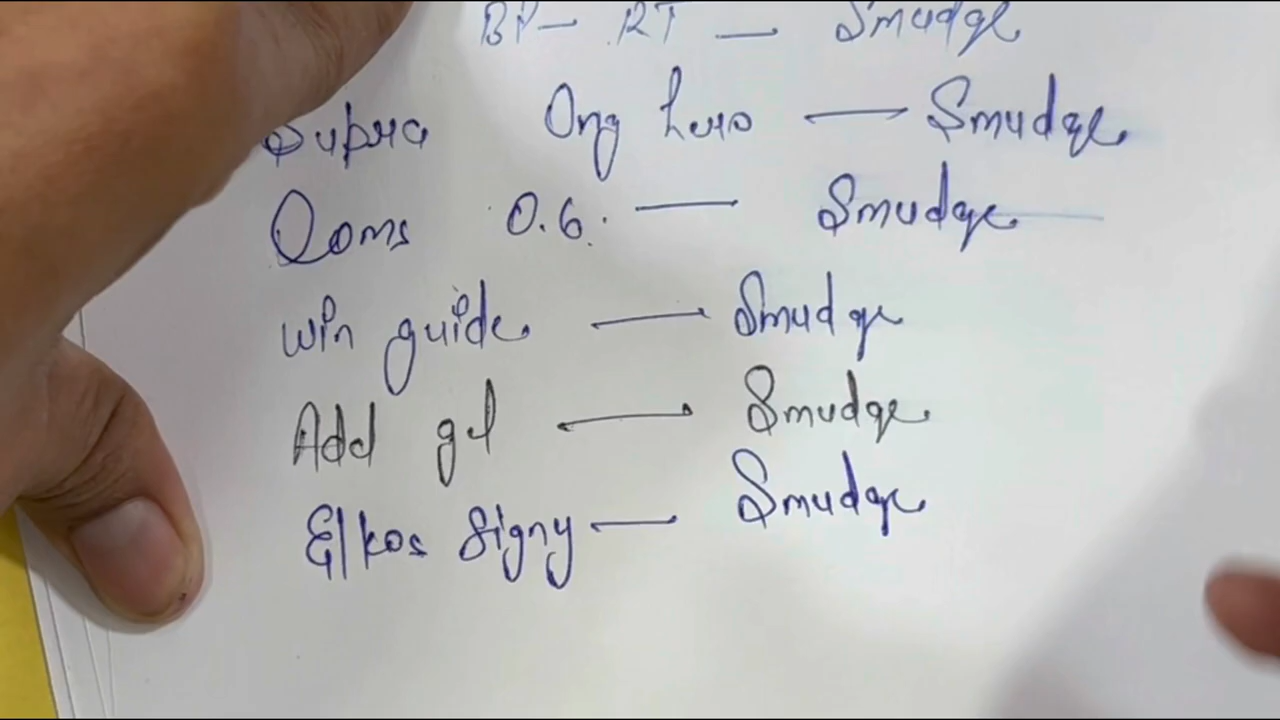 BP — RT — Smudge
Supra Ong hero — Smudge
Doms 0.6. — Smudge
Win guide — Smudge
Add gel — Smudge
Elkos Signy — Smudge